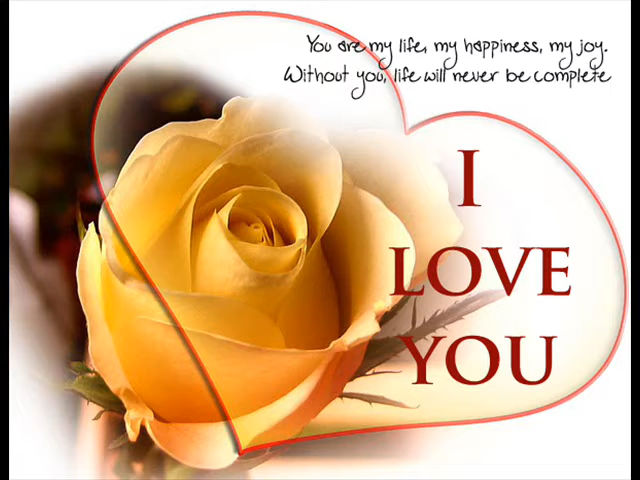 You are my life, my happiness, my joy.
Without you, life will never be complete
I
LOVE
YOU